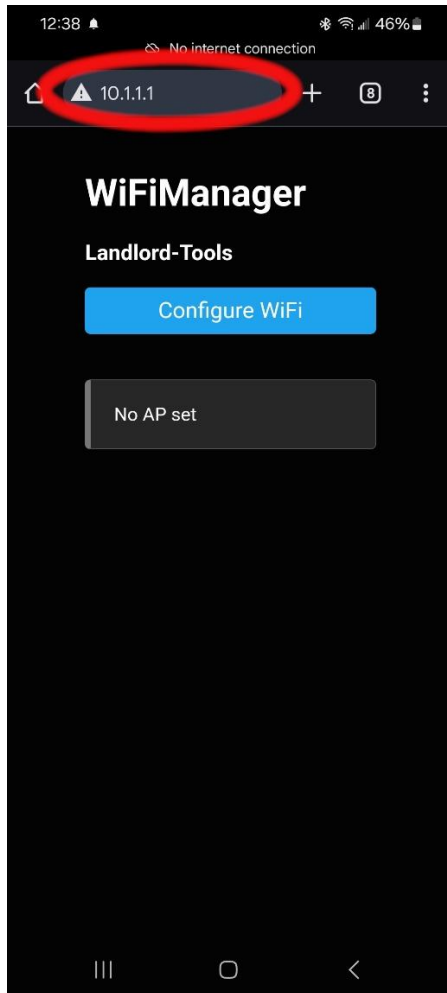 12:38 46%
No internet connection
10.1.1.1 8
WiFiManager
Landlord-Tools
Configure WiFi
No AP set